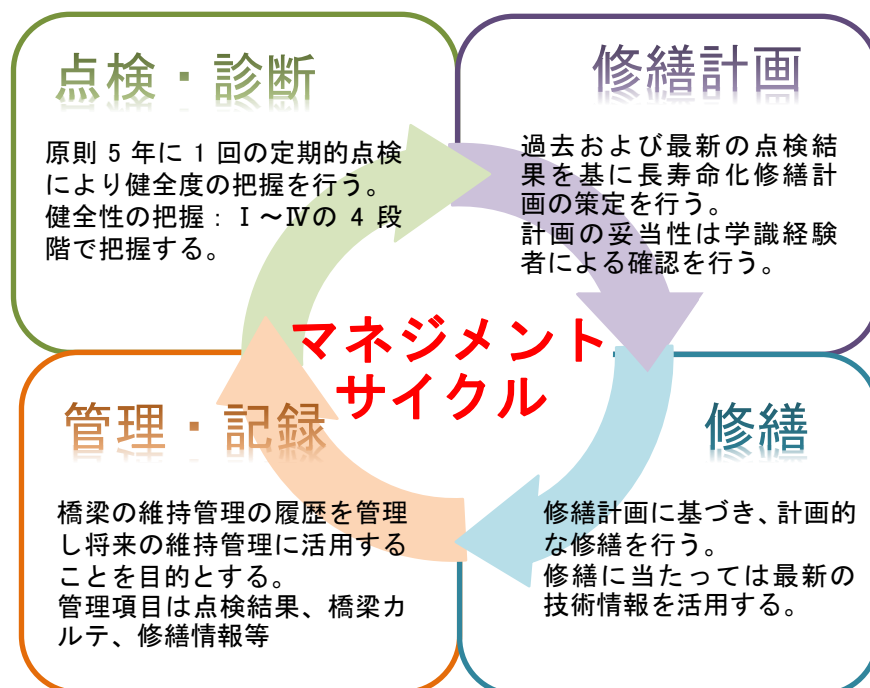 点検・診断
原則 5 年に 1 回の定期的点検
により健全度の把握を行う。
健全性の把握：Ⅰ～Ⅳの 4 段
階で把握する。
修繕計画
過去および最新の点検結
果を基に長寿命化修繕計
画の策定を行う。
計画の妥当性は学識経験
者による確認を行う。
マネジメント
サイクル
管理・記録
橋梁の維持管理の履歴を管理
し将来の維持管理に活用する
ことを目的とする。
管理項目は点検結果、橋梁カ
ルテ、修繕情報等
修繕
修繕計画に基づき、計画的
な修繕を行う。
修繕に当たっては最新の
技術情報を活用する。